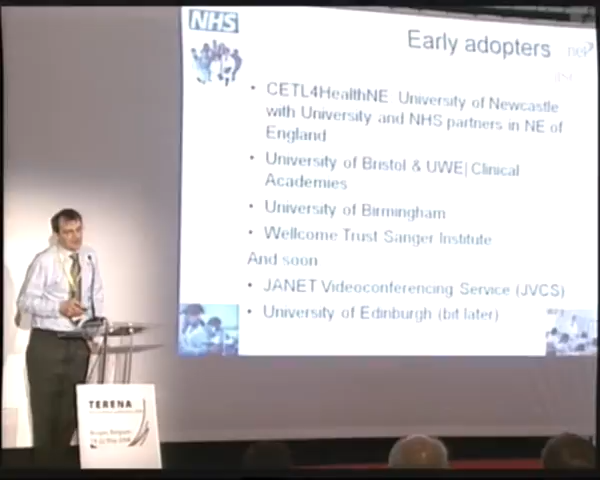 NHS
Early adopters
• CETL4HealthNE University of Newcastle
with University and NHS partners in NE of
England
• University of Bristol & UWE| Clinical
Academies
• University of Birmingham
• Wellcome Trust Sanger Institute
And soon
• JANET Videoconferencing Service (JVCS)
• University of Edinburgh (bit later)
TERENA